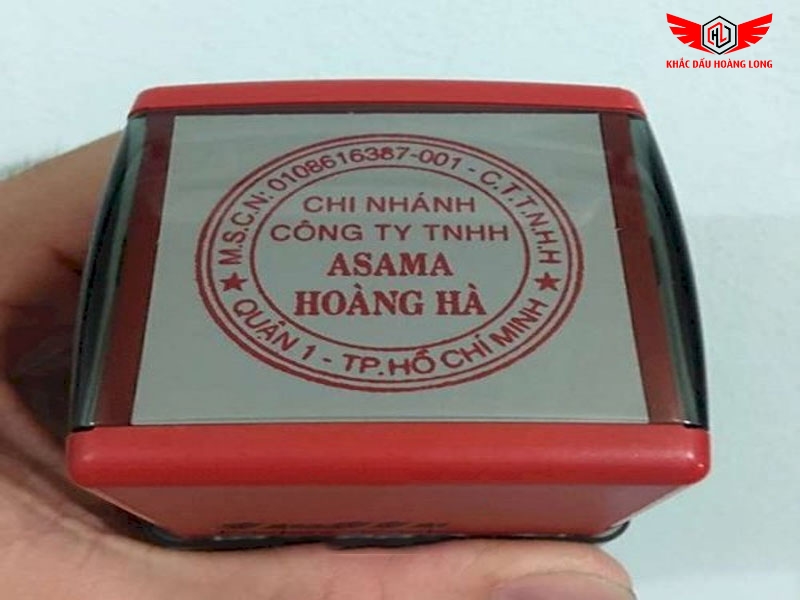 KHẮC DẤU HOÀNG LONG
M.S.C.N: 0108616387-001 - C.T.T.N.H.H
CHI NHÁNH
CÔNG TY TNHH
ASAMA
HOÀNG HÀ
★ QUẬN 1 - TP.HỒ CHÍ MINH ★